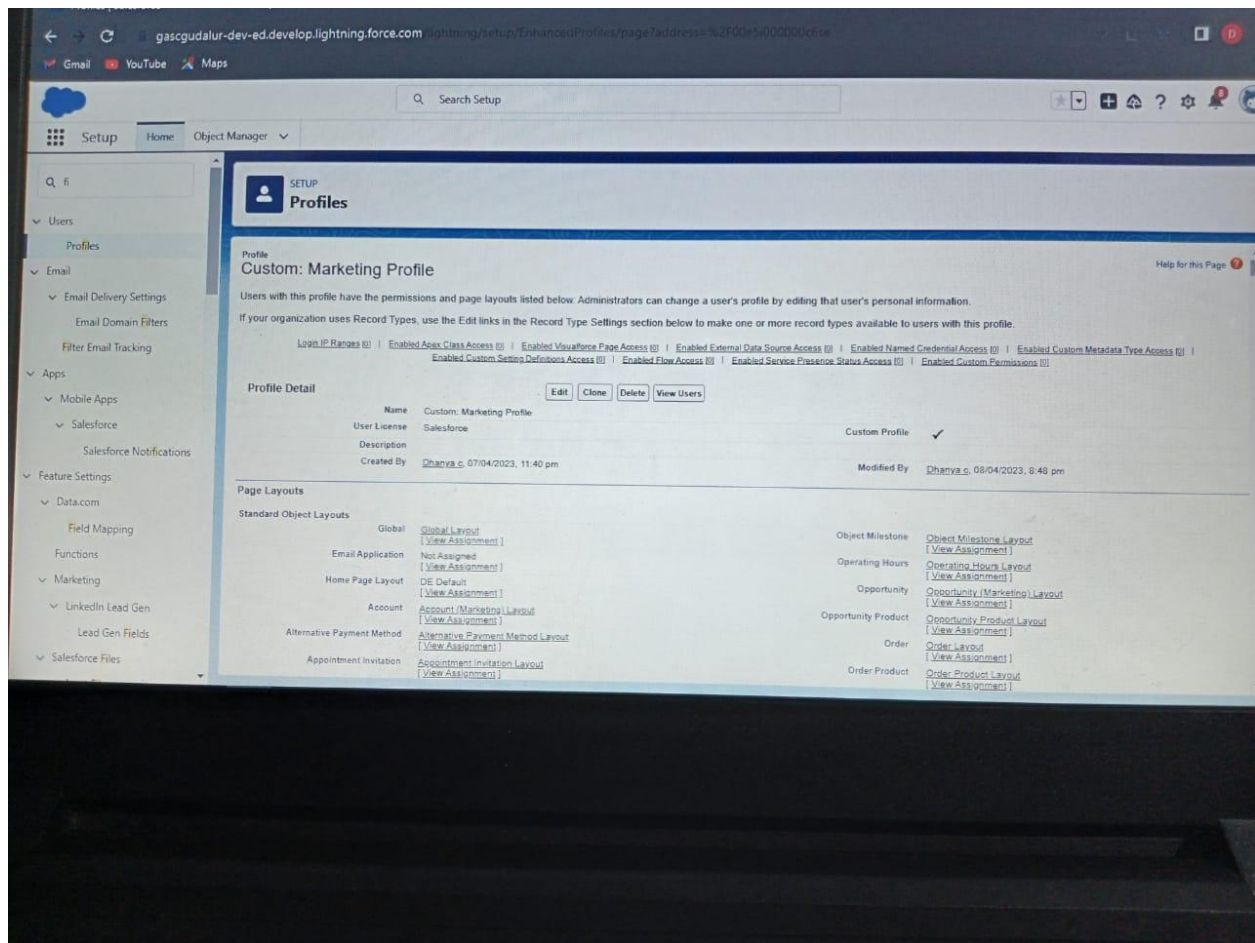 gascgudalur-dev-ed.develop.lightning.force.com/lightning/setup/EnhancedProfiles/page?address=%2F00e5i000000c6se
Gmail YouTube Maps
Search Setup
Setup Home Object Manager
fi
SETUP
Profiles
Users
Profiles
Email
Email Delivery Settings
Email Domain Filters
Filter Email Tracking
Apps
Mobile Apps
Salesforce
Salesforce Notifications
Feature Settings
Data.com
Field Mapping
Functions
Marketing
LinkedIn Lead Gen
Lead Gen Fields
Salesforce Files
Profile
Custom: Marketing Profile
Help for this Page
Users with this profile have the permissions and page layouts listed below. Administrators can change a user's profile by editing that user's personal information.
If your organization uses Record Types, use the Edit links in the Record Type Settings section below to make one or more record types available to users with this profile.
Login IP Ranges [0] | Enabled Apex Class Access [0] | Enabled Visualforce Page Access [0] | Enabled External Data Source Access [0] | Enabled Named Credential Access [0] | Enabled Custom Metadata Type Access [0] |
Enabled Custom Setting Definitions Access [0] | Enabled Flow Access [0] | Enabled Service Presence Status Access [0] | Enabled Custom Permissions [0]
Profile Detail Edit Clone Delete View Users
Name Custom: Marketing Profile
User License Salesforce Custom Profile ✓
Description
Created By Dhanya c, 07/04/2023, 11:40 pm Modified By Dhanya c, 08/04/2023, 8:48 pm
Page Layouts
Standard Object Layouts
Global Global Layout
[ View Assignment ]
Object Milestone Object Milestone Layout
[ View Assignment ]
Email Application Not Assigned
[ View Assignment ]
Operating Hours Operating Hours Layout
[ View Assignment ]
Home Page Layout DE Default
[ View Assignment ]
Opportunity Opportunity (Marketing) Layout
[ View Assignment ]
Account Account (Marketing) Layout
[ View Assignment ]
Opportunity Product Opportunity Product Layout
[ View Assignment ]
Alternative Payment Method Alternative Payment Method Layout
[ View Assignment ]
Order Order Layout
[ View Assignment ]
Appointment Invitation Appointment Invitation Layout
[ View Assignment ]
Order Product Order Product Layout
[ View Assignment ]